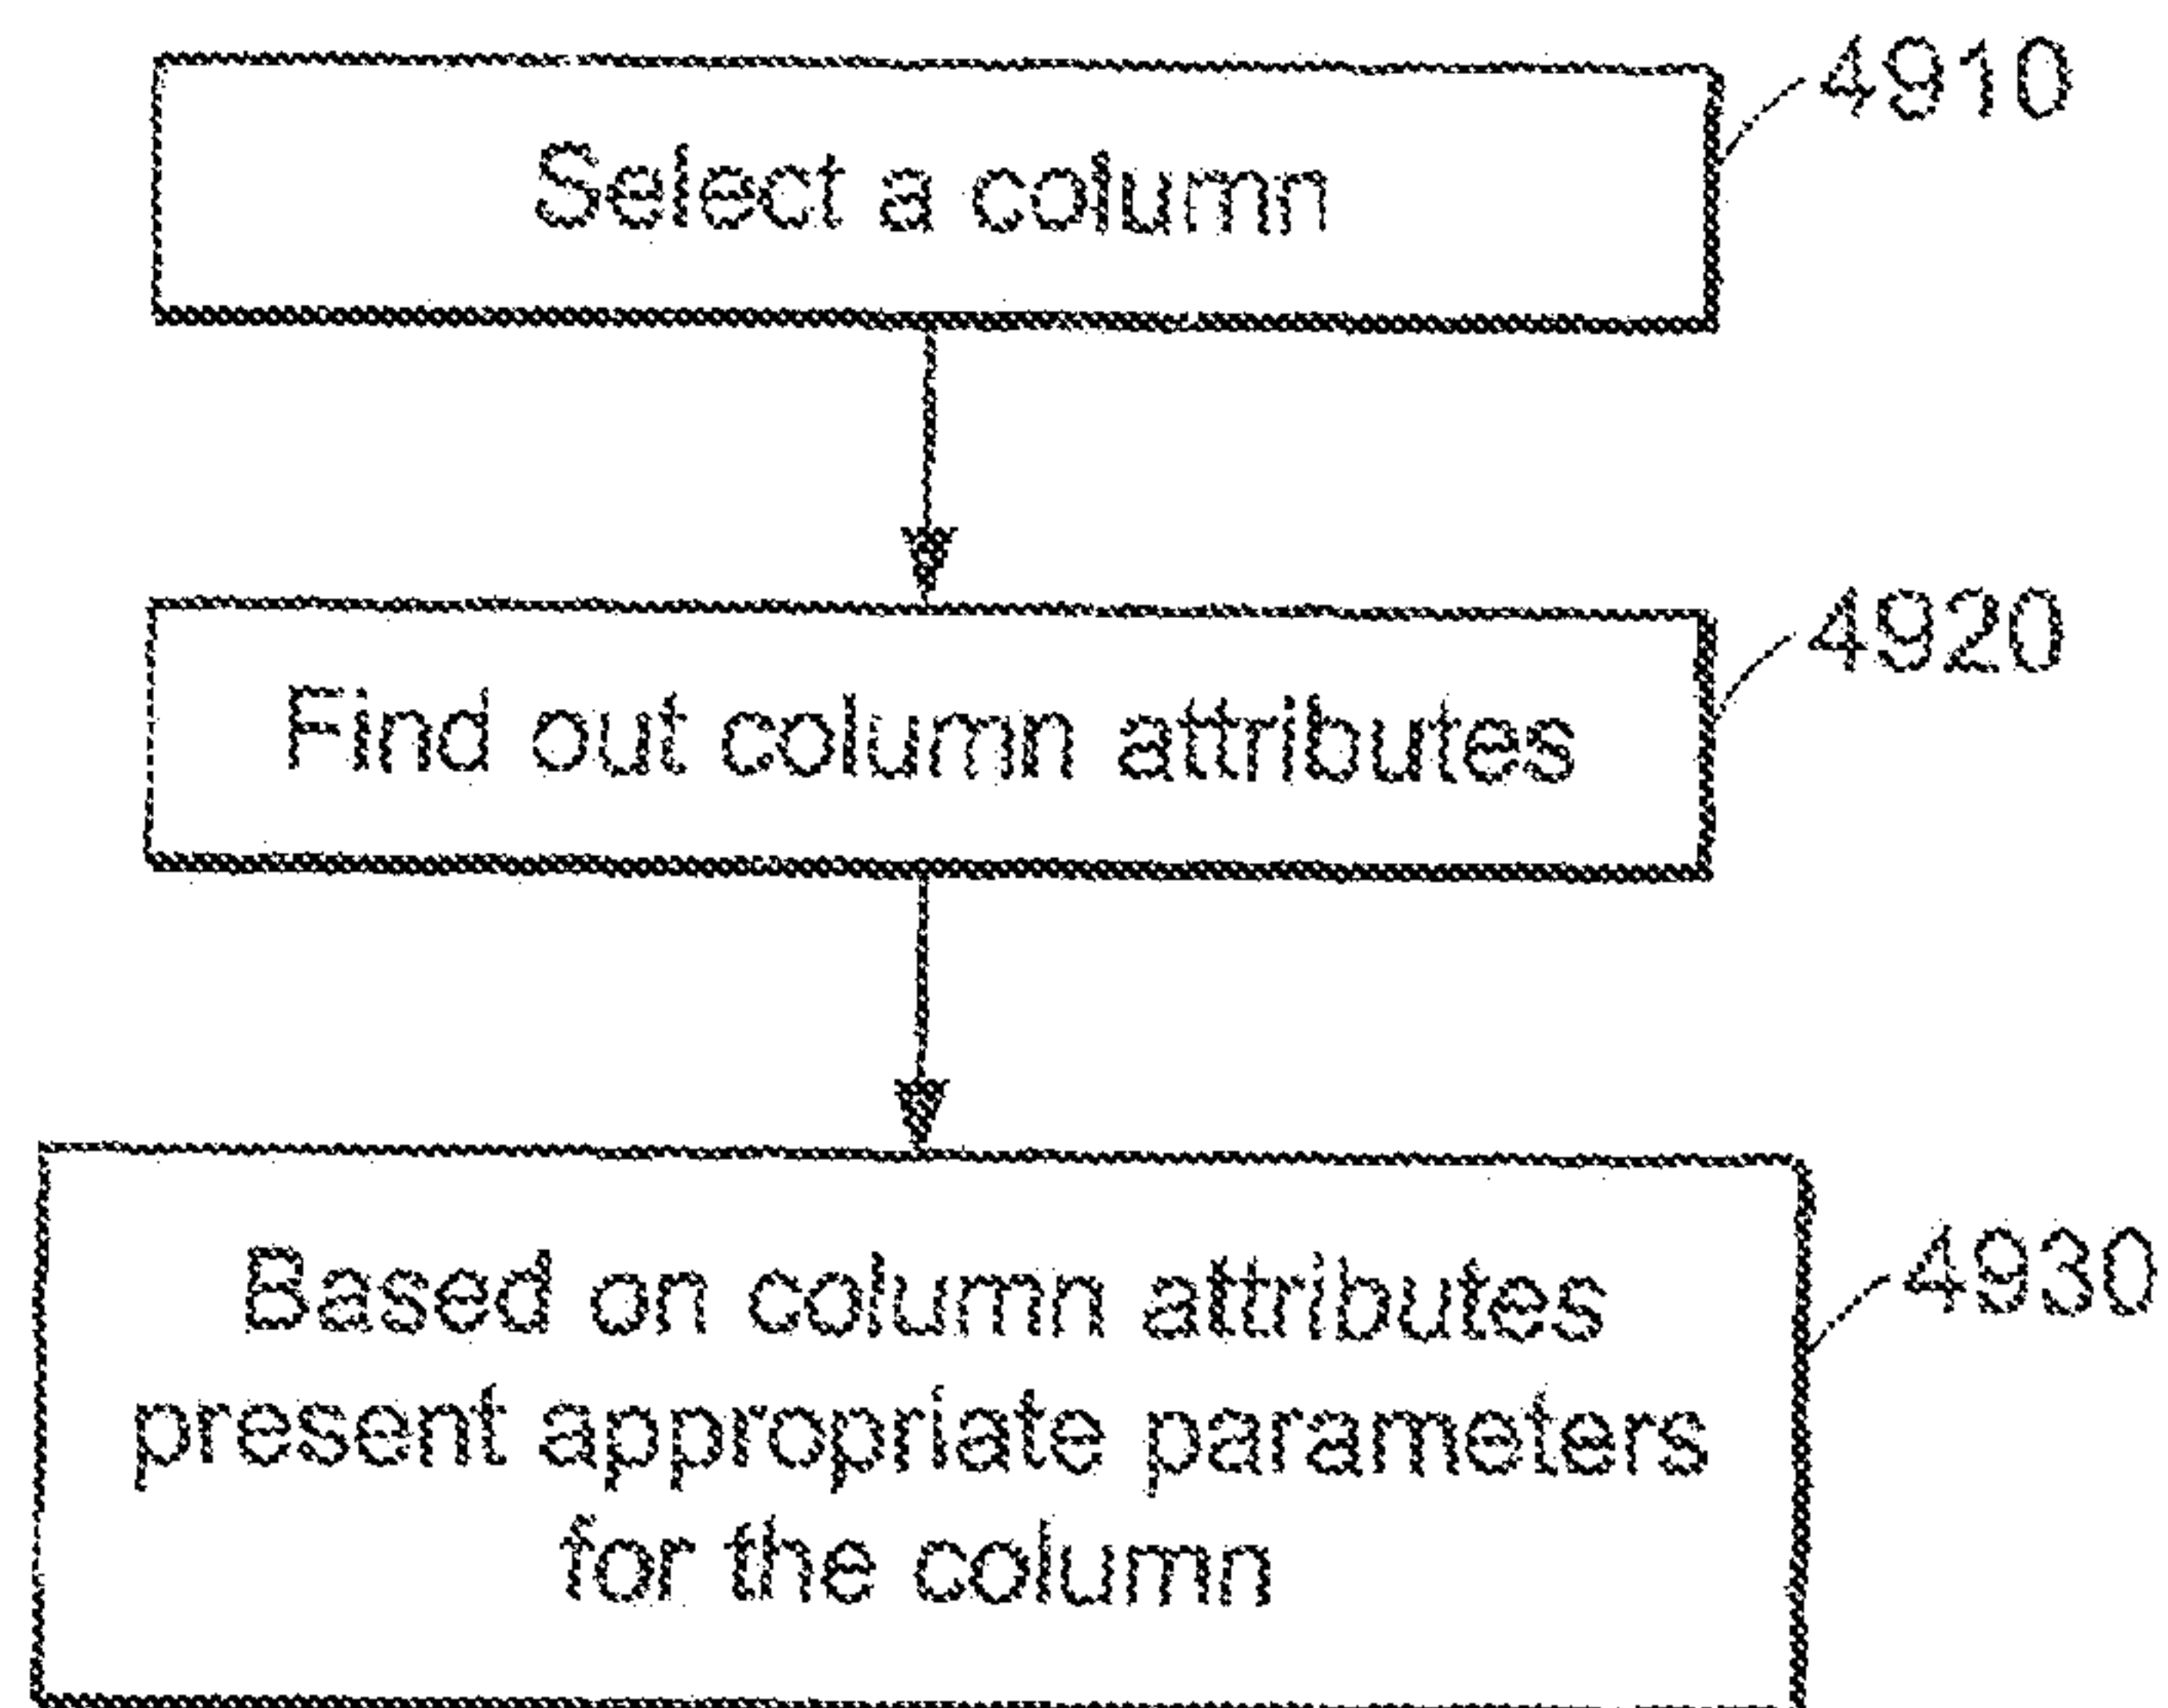 4910
Select a column
4920
Find out column attributes
4930
Based on column attributes
present appropriate parameters
for the column